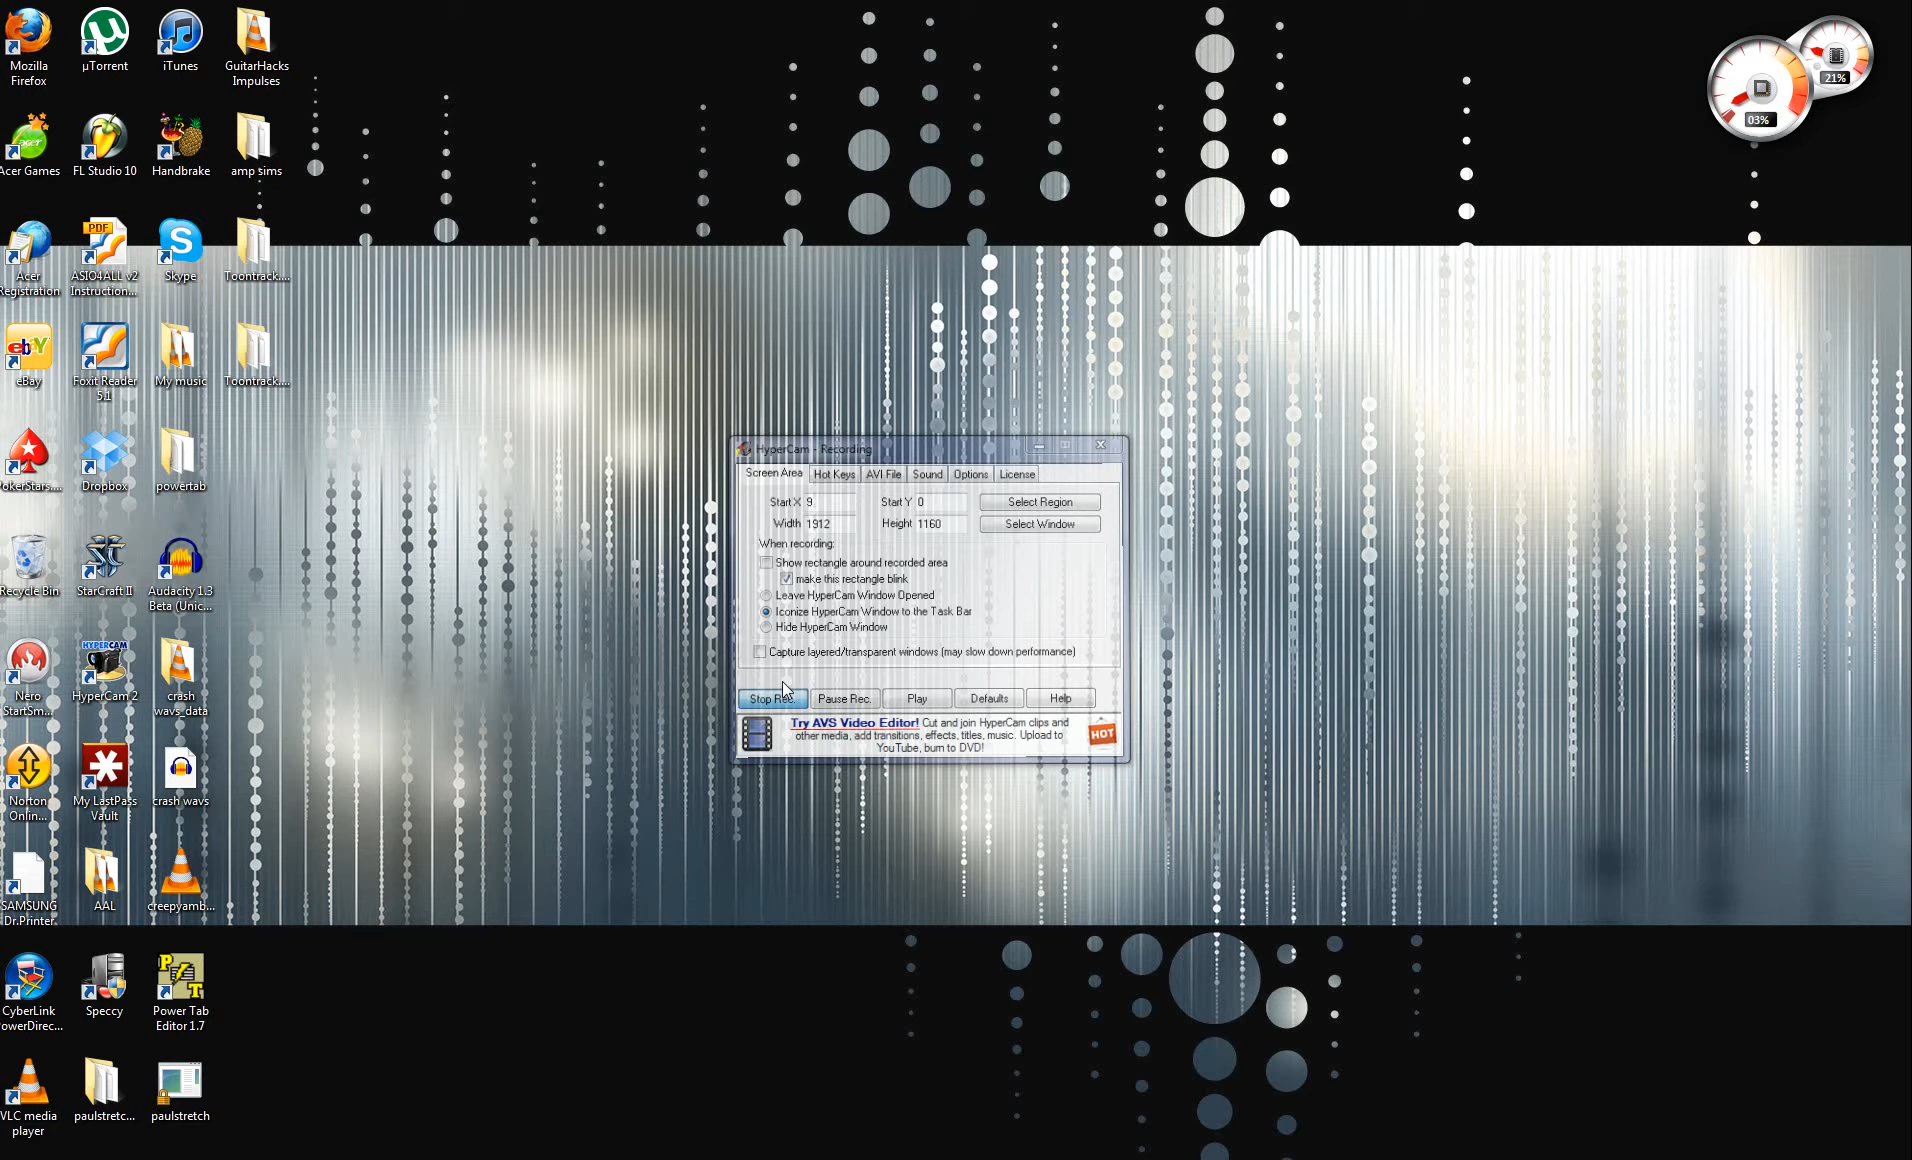 Mozilla
Firefox
µTorrent
iTunes
GuitarHacks
Impulses
Acer Games
FL Studio 10
Handbrake
amp sims
Acer
Registration
PDF
ASIO4ALL v2
Instruction...
Skype
Toontrack....
eBay
Foxit Reader
5.1
My music
Toontrack....
PokerStars....
Dropbox
powertab
Recycle Bin
StarCraft II
Audacity 1.3
Beta (Unic...
Nero
StartSm...
HYPERCAM
HyperCam 2
crash
wavs_data
Norton
Onlin...
My LastPass
Vault
crash wavs
SAMSUNG
Dr.Printer
AAL
creepyamb...
CyberLink
PowerDirec...
Speccy
Power Tab
Editor 1.7
VLC media
player
paulstretc...
paulstretch
21%
03%
HyperCam - Recording
Screen Area
Hot Keys
AVI File
Sound
Options
License
Start X 9
Start Y 0
Select Region
Width 1912
Height 1160
Select Window
When recording:
Show rectangle around recorded area
make this rectangle blink
Leave HyperCam Window Opened
Iconize HyperCam Window to the Task Bar
Hide HyperCam Window
Capture layered/transparent windows (may slow down performance)
Stop Rec.
Pause Rec.
Play
Defaults
Help
Try AVS Video Editor! Cut and join HyperCam clips and
other media, add transitions, effects, titles, music. Upload to
YouTube, burn to DVD!
HOT